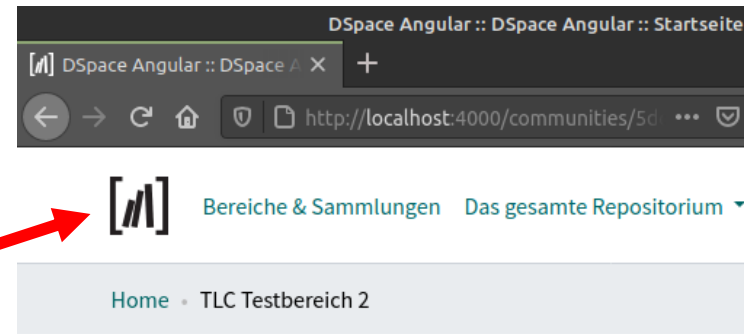 DSpace Angular :: DSpace Angular :: Startseite
DSpace Angular :: DSpace A
http://localhost:4000/communities/5d
Bereiche & Sammlungen Das gesamte Repositorium
Home • TLC Testbereich 2